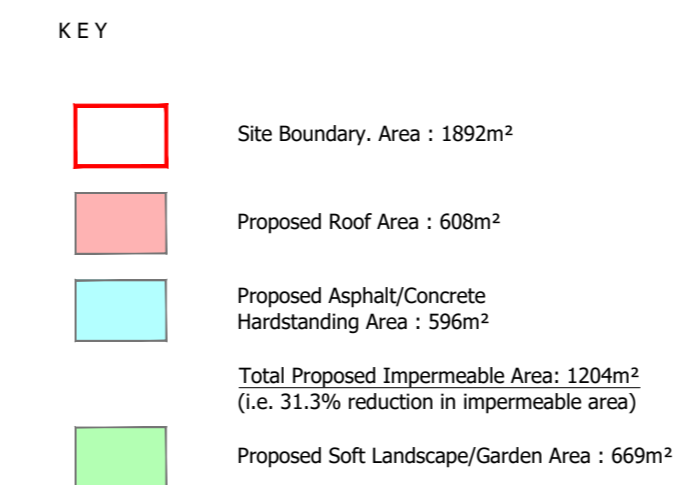 KEY
Site Boundary. Area : 1892m²
Proposed Roof Area : 608m²
Proposed Asphalt/Concrete
Hardstanding Area : 596m²
Total Proposed Impermeable Area: 1204m²
(i.e. 31.3% reduction in impermeable area)
Proposed Soft Landscape/Garden Area : 669m²